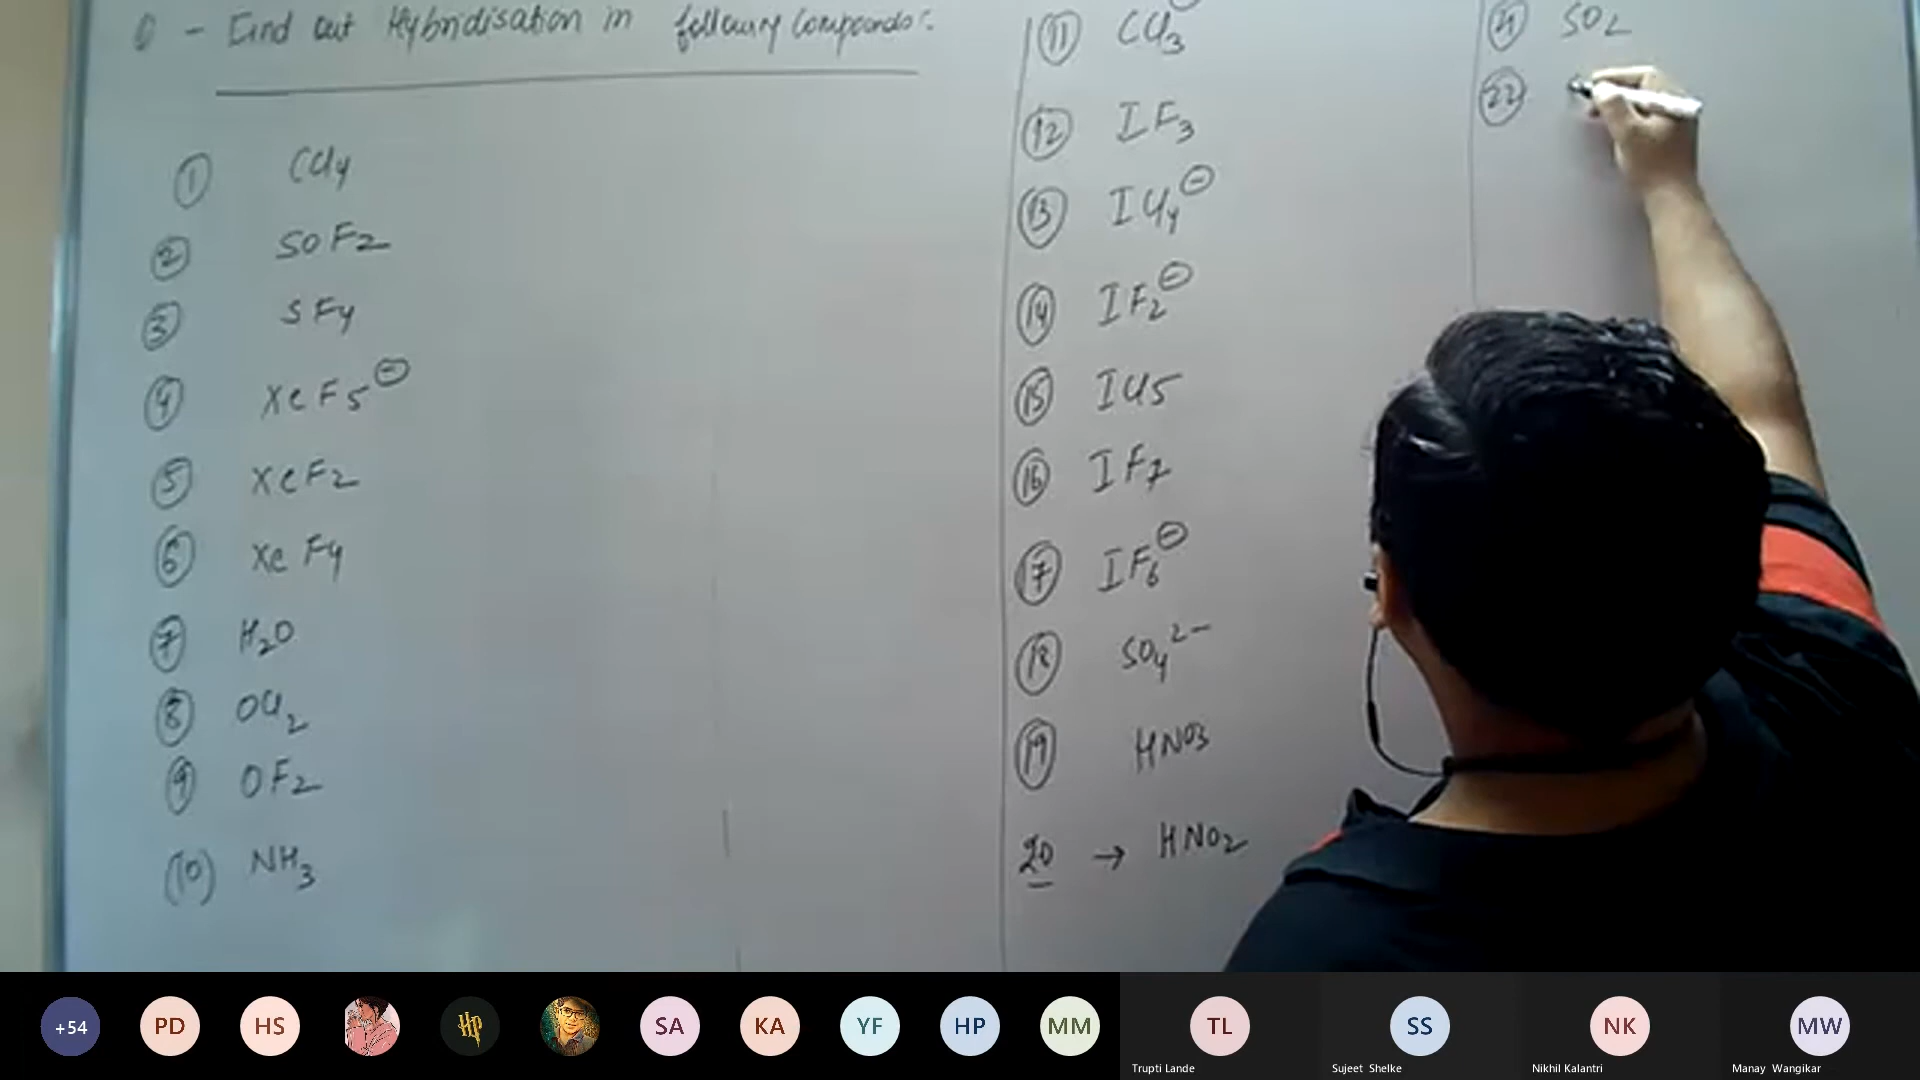 Q - Find out Hybridisation in following compounds:
① CCl4
② SOF2
③ SF4
④ XeF5⊖
⑤ XeF2
⑥ XeF4
⑦ H2O
⑧ OCl2
⑨ OF2
(10) NH3
⑪ CCl3
⑫ IF3
⑬ ICl4⊖
⑭ IF2⊖
⑮ ICl5
⑯ IF7
⑰ IF6⊖
⑱ SO4 2-
⑲ HNO3
20 → HNO2
㉑ SO2
㉒
+54
PD
HS
HP
SA
KA
YF
HP
MM
TL
SS
NK
MW
Trupti Lande
Sujeet Shelke
Nikhil Kalantri
Manay Wangikar